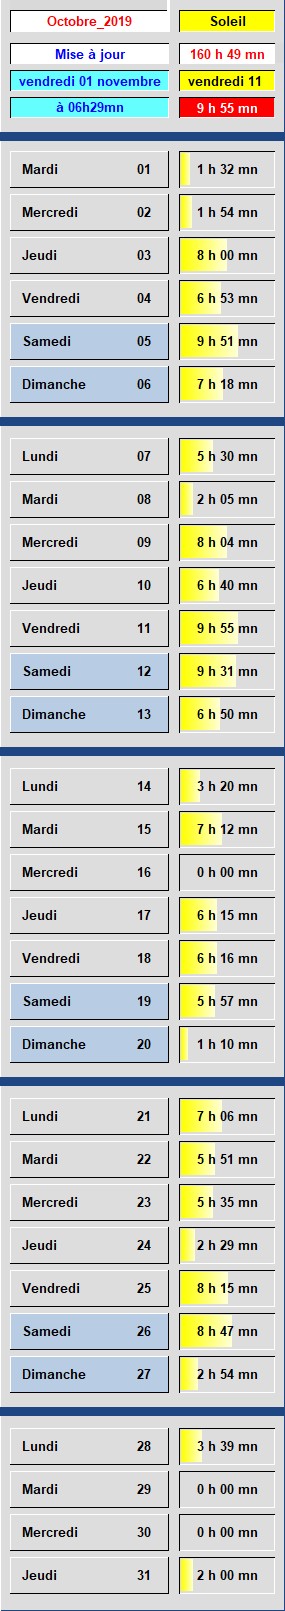 Octobre_2019 Soleil
Mise à jour 160 h 49 mn
vendredi 01 novembre vendredi 11
à 06h29mn 9 h 55 mn
Mardi 01 1 h 32 mn
Mercredi 02 1 h 54 mn
Jeudi 03 8 h 00 mn
Vendredi 04 6 h 53 mn
Samedi 05 9 h 51 mn
Dimanche 06 7 h 18 mn
Lundi 07 5 h 30 mn
Mardi 08 2 h 05 mn
Mercredi 09 8 h 04 mn
Jeudi 10 6 h 40 mn
Vendredi 11 9 h 55 mn
Samedi 12 9 h 31 mn
Dimanche 13 6 h 50 mn
Lundi 14 3 h 20 mn
Mardi 15 7 h 12 mn
Mercredi 16 0 h 00 mn
Jeudi 17 6 h 15 mn
Vendredi 18 6 h 16 mn
Samedi 19 5 h 57 mn
Dimanche 20 1 h 10 mn
Lundi 21 7 h 06 mn
Mardi 22 5 h 51 mn
Mercredi 23 5 h 35 mn
Jeudi 24 2 h 29 mn
Vendredi 25 8 h 15 mn
Samedi 26 8 h 47 mn
Dimanche 27 2 h 54 mn
Lundi 28 3 h 39 mn
Mardi 29 0 h 00 mn
Mercredi 30 0 h 00 mn
Jeudi 31 2 h 00 mn